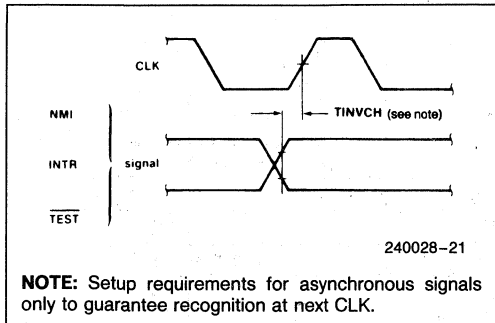 CLK
NMI
TINVCH (see note)
INTR
signal
TEST
240028-21
NOTE: Setup requirements for asynchronous signals
only to guarantee recognition at next CLK.